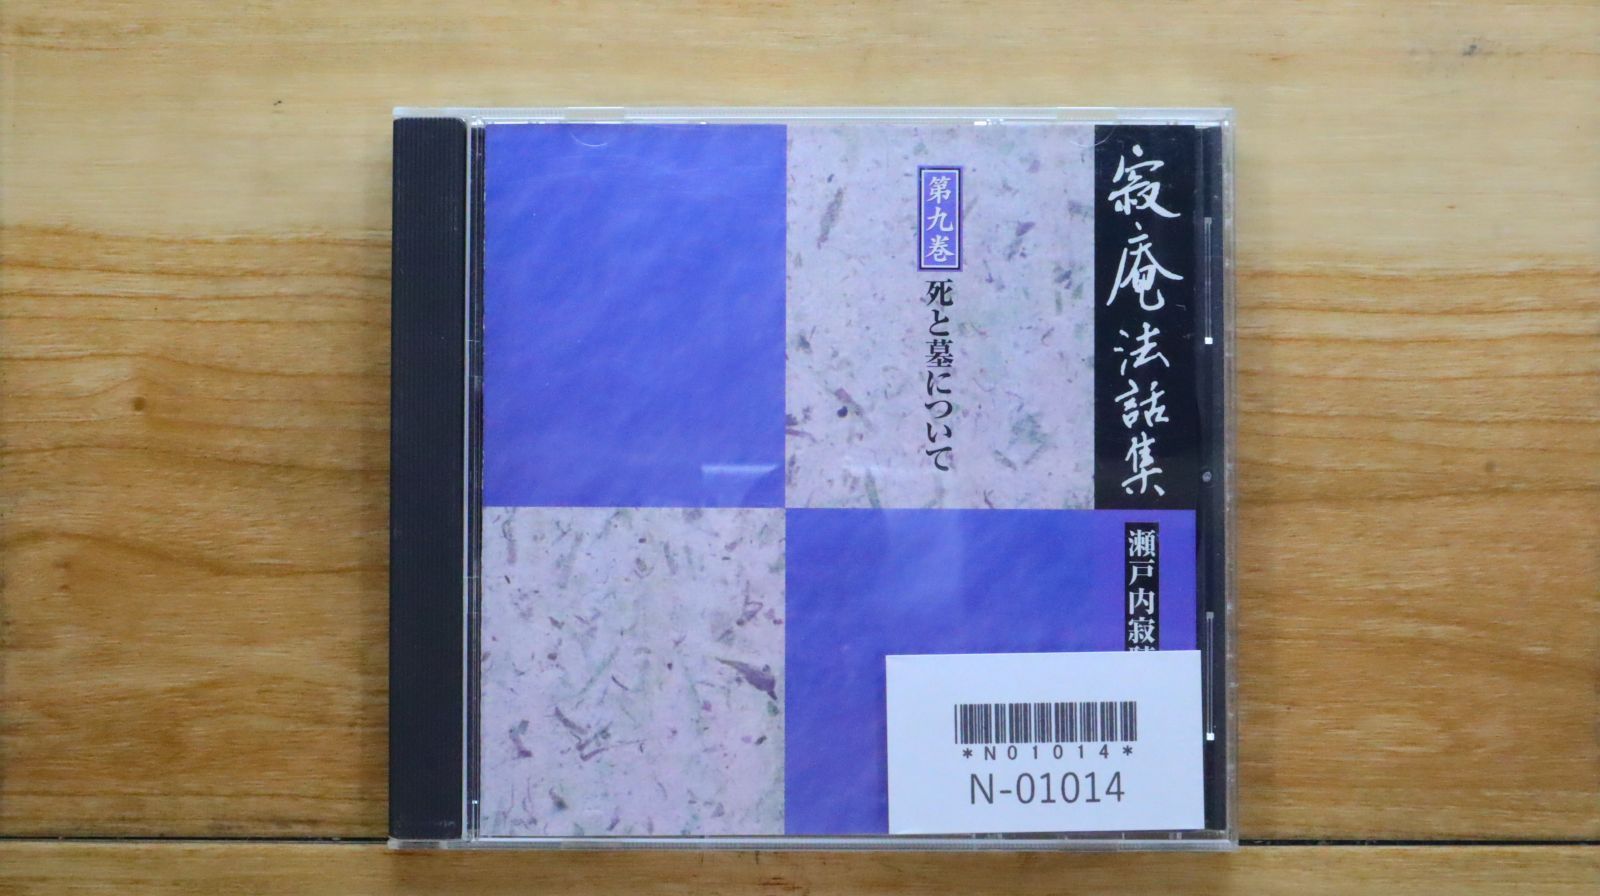 寂庵法話集
瀬戸内寂
第九巻
死と墓について
*N01014*
N-01014